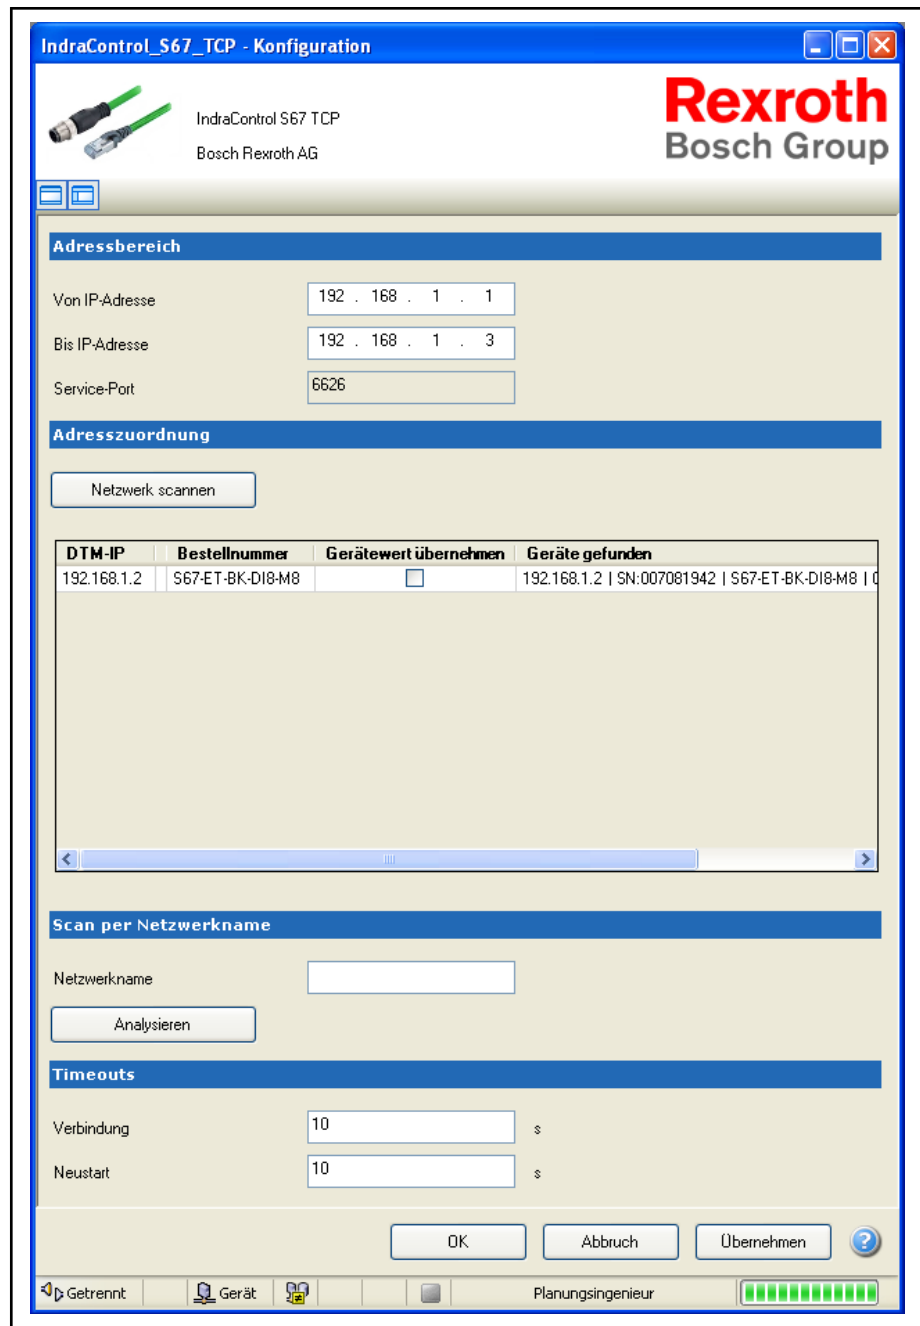 IndraControl_S67_TCP - Konfiguration
IndraControl S67 TCP
Bosch Rexroth AG
Rexroth
Bosch Group
Adressbereich
Von IP-Adresse 192 . 168 . 1 . 1
Bis IP-Adresse 192 . 168 . 1 . 3
Service-Port 6626
Adresszuordnung
Netzwerk scannen
DTM-IP Bestellnummer Gerätewert übernehmen Geräte gefunden
192.168.1.2 S67-ET-BK-DI8-M8 192.168.1.2 | SN:007081942 | S67-ET-BK-DI8-M8 |
Scan per Netzwerkname
Netzwerkname
Analysieren
Timeouts
Verbindung 10 s
Neustart 10 s
OK Abbruch Übernehmen ?
Getrennt Gerät Planungsingenieur